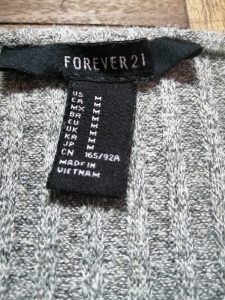 FOREVER 21
US M
CA M
MX M
BR M
EU M
UK M
KR M
JP M
CN 165/92A
MADE IN
VIETNAM